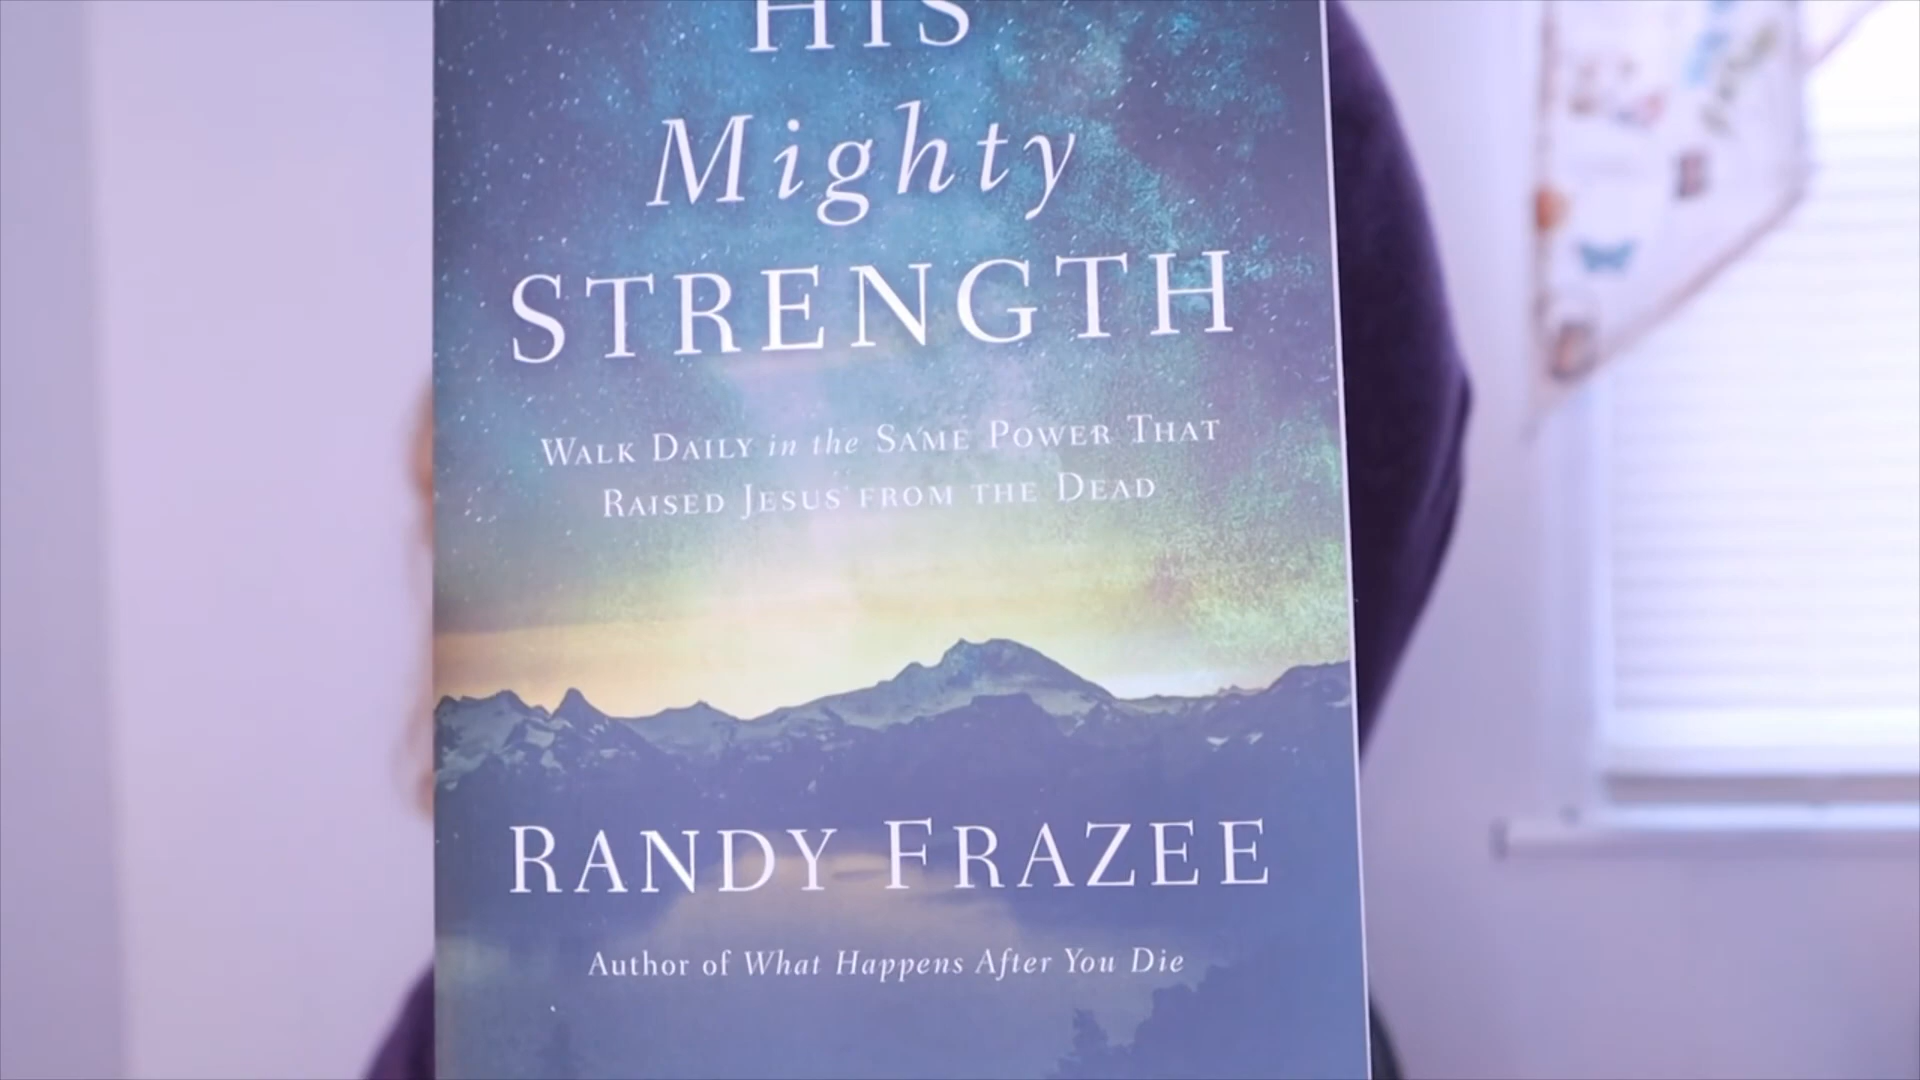 HIS
Mighty
STRENGTH
WALK DAILY in the SAME POWER THAT
RAISED JESUS FROM THE DEAD
RANDY FRAZEE
Author of What Happens After You Die